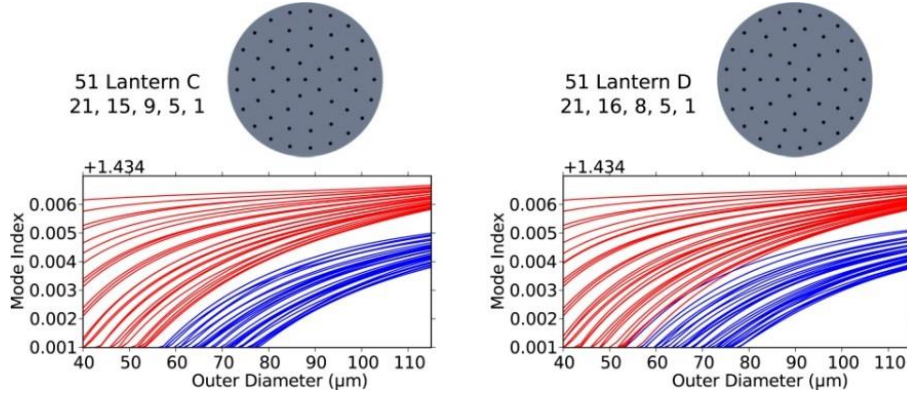 51 Lantern C
21, 15, 9, 5, 1
+1.434
0.006
0.005
0.004
0.003
0.002
0.001
Mode Index
40 50 60 70 80 90 100 110
Outer Diameter (μm)
51 Lantern D
21, 16, 8, 5, 1
+1.434
0.006
0.005
0.004
0.003
0.002
0.001
Mode Index
40 50 60 70 80 90 100 110
Outer Diameter (μm)